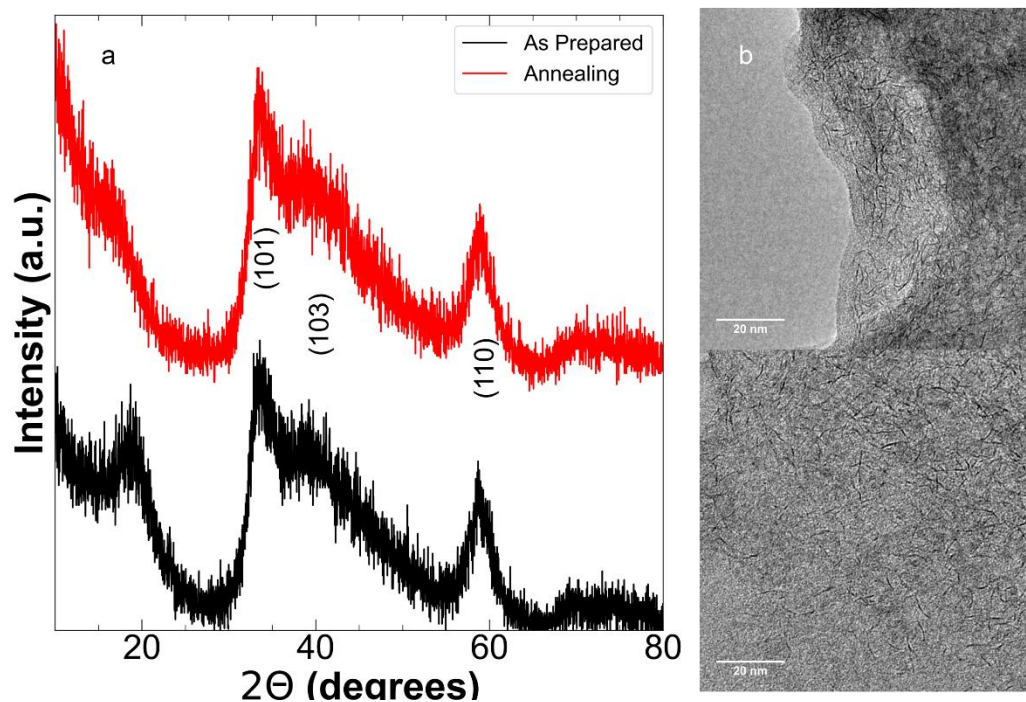 a
As Prepared
Annealing
Intensity (a.u.)
(101)
(103)
(110)
20
40
60
80
2Θ (degrees)
b
20 nm
20 nm